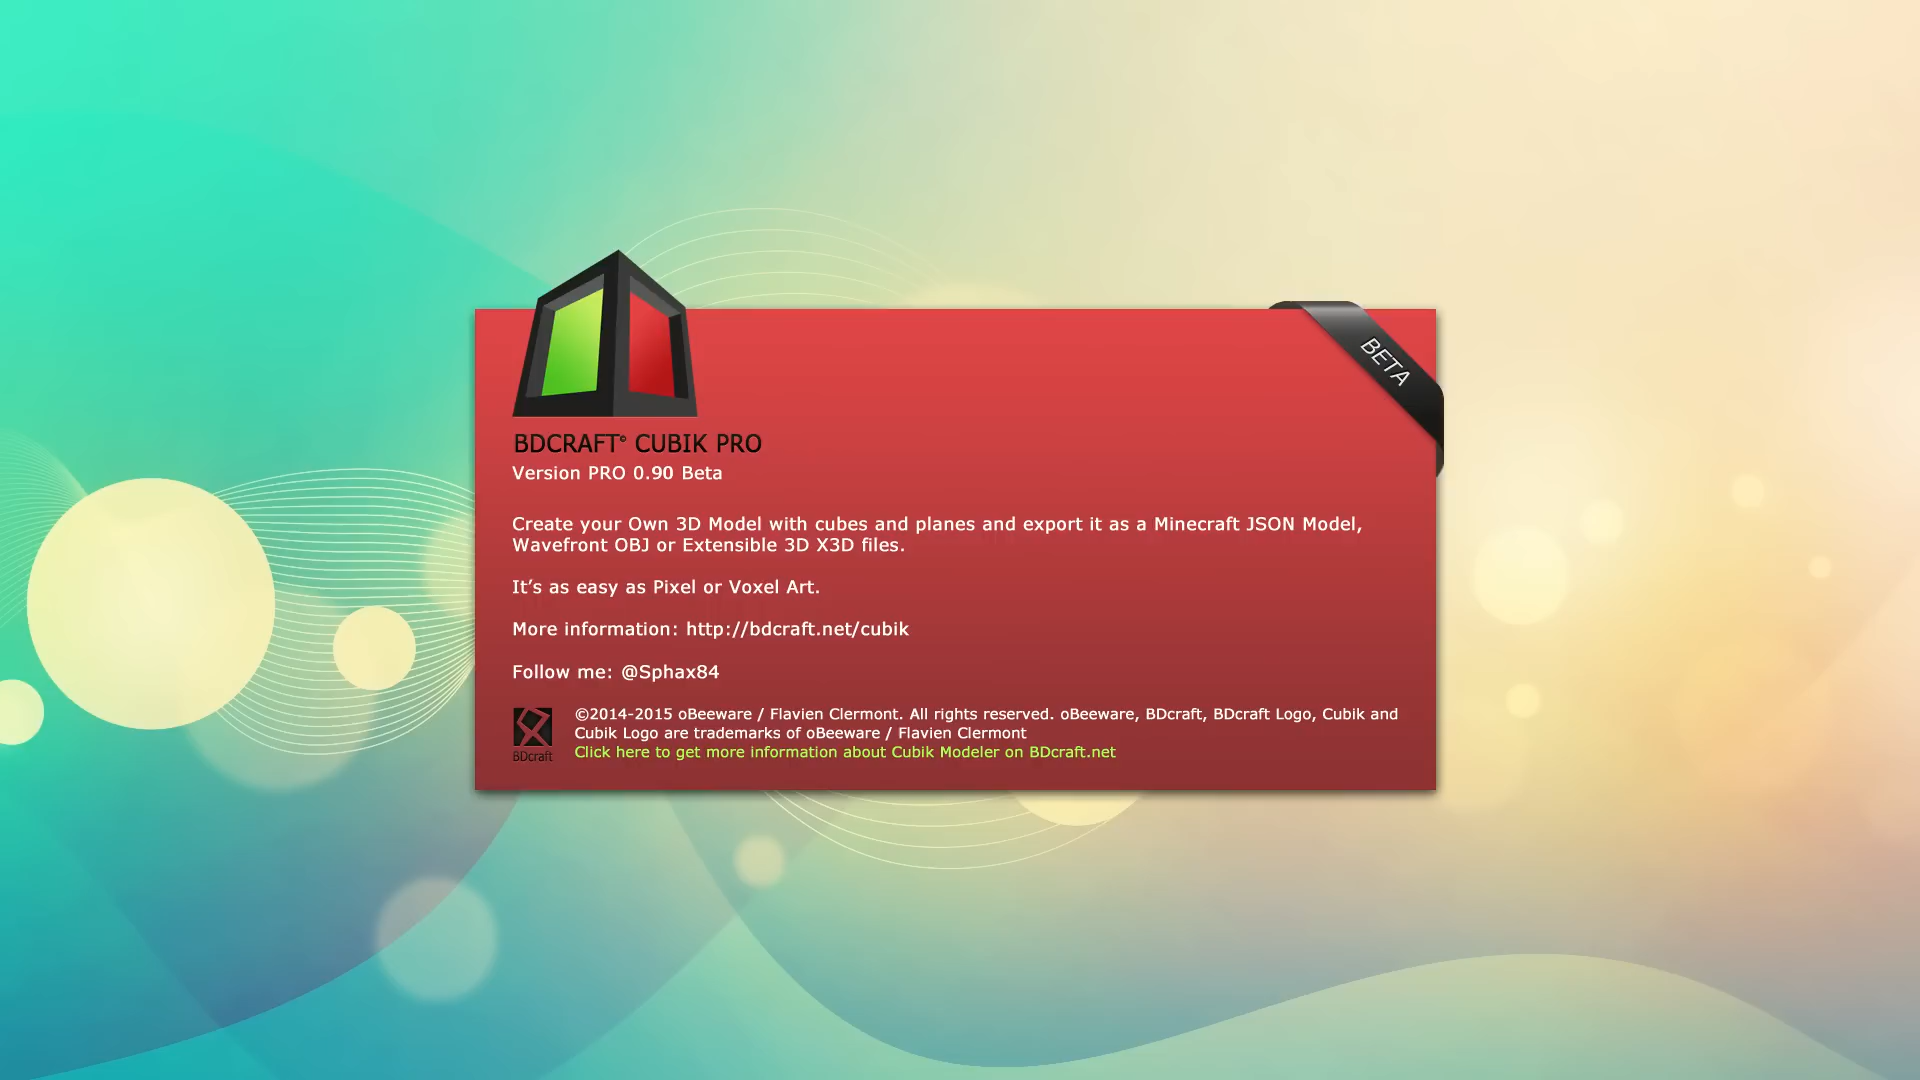 BETA
BDCRAFT© CUBIK PRO
Version PRO 0.90 Beta
Create your Own 3D Model with cubes and planes and export it as a Minecraft JSON Model,
Wavefront OBJ or Extensible 3D X3D files.
It’s as easy as Pixel or Voxel Art.
More information: http://bdcraft.net/cubik
Follow me: @Sphax84
©2014-2015 oBeeware / Flavien Clermont. All rights reserved. oBeeware, BDcraft, BDcraft Logo, Cubik and
Cubik Logo are trademarks of oBeeware / Flavien Clermont
Click here to get more information about Cubik Modeler on BDcraft.net
BDcraft